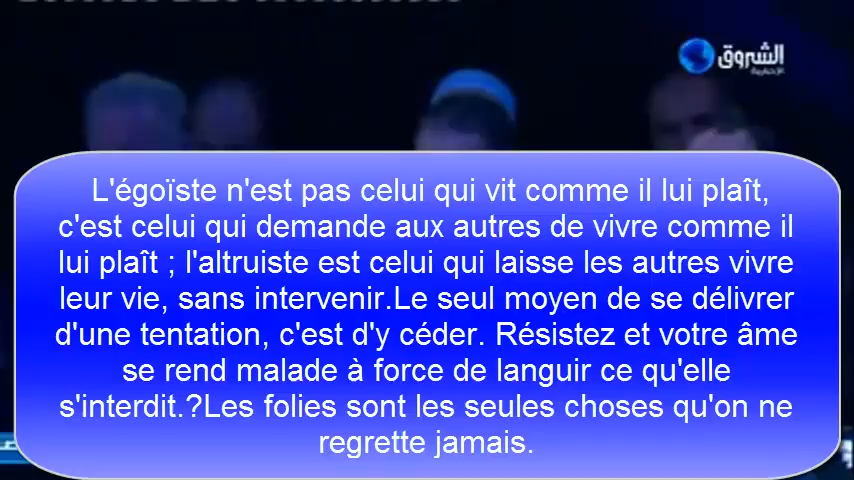 الشروق
الإخبارية
L'égoïste n'est pas celui qui vit comme il lui plaît,
c'est celui qui demande aux autres de vivre comme il
lui plaît ; l'altruiste est celui qui laisse les autres vivre
leur vie, sans intervenir.Le seul moyen de se délivrer
d'une tentation, c'est d'y céder. Résistez et votre âme
se rend malade à force de languir ce qu'elle
s'interdit.?Les folies sont les seules choses qu'on ne
regrette jamais.